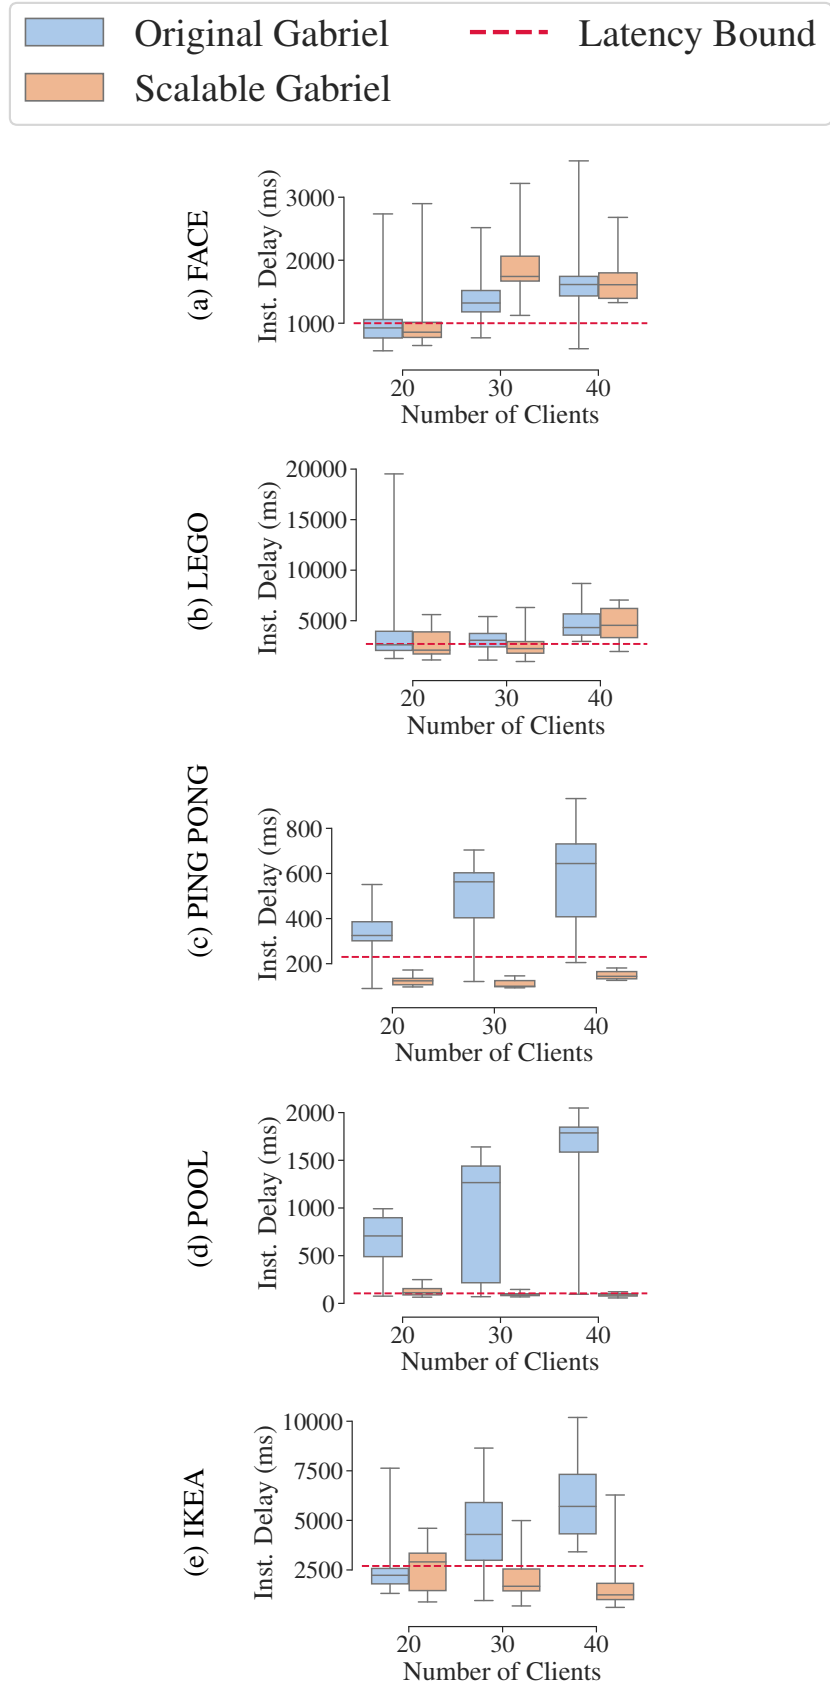 Original Gabriel
Latency Bound
Scalable Gabriel
(a) FACE
Inst. Delay (ms)
3000
2000
1000
20 30 40
Number of Clients
(b) LEGO
Inst. Delay (ms)
20000
15000
10000
5000
20 30 40
Number of Clients
(c) PING PONG
Inst. Delay (ms)
800
600
400
200
20 30 40
Number of Clients
(d) POOL
Inst. Delay (ms)
2000
1500
1000
500
0
20 30 40
Number of Clients
(e) IKEA
Inst. Delay (ms)
10000
7500
5000
2500
20 30 40
Number of Clients